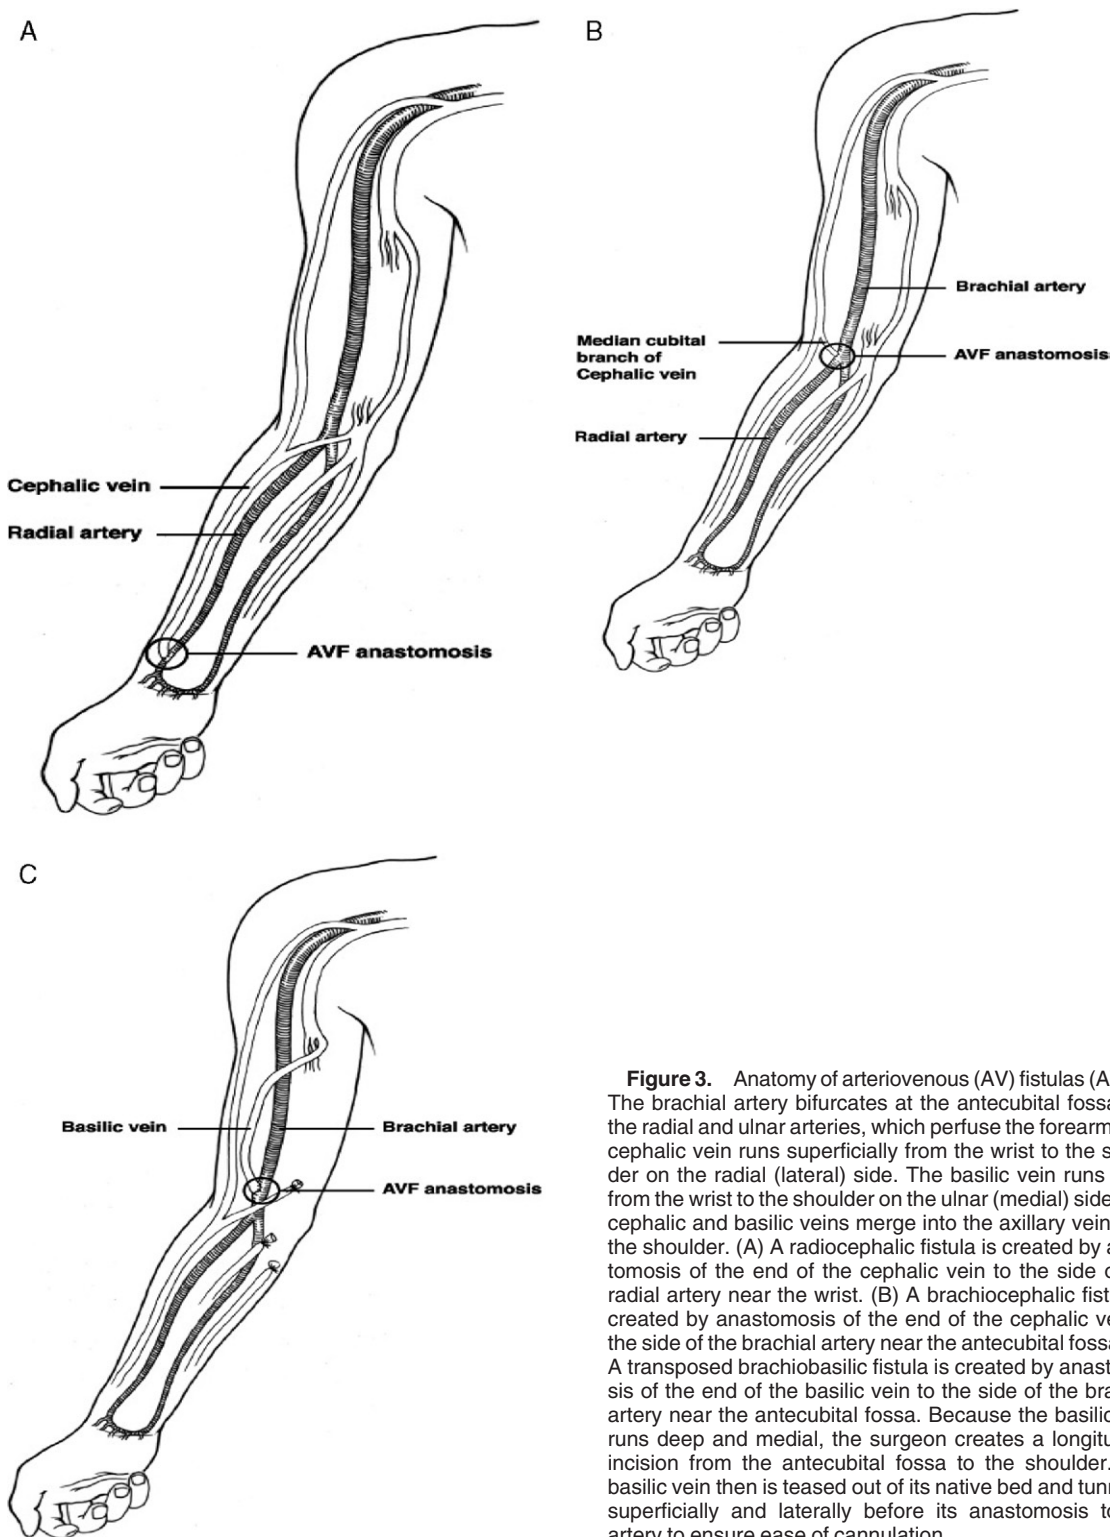 A
B
Brachial artery
Median cubital
branch of
Cephalic vein
AVF anastomosis
Radial artery
Cephalic vein
Radial artery
AVF anastomosis
C
Basilic vein
Brachial artery
AVF anastomosis
Figure 3. Anatomy of arteriovenous (AV) fistulas (A
The brachial artery bifurcates at the antecubital fossa
the radial and ulnar arteries, which perfuse the forearm
cephalic vein runs superficially from the wrist to the s
der on the radial (lateral) side. The basilic vein runs
from the wrist to the shoulder on the ulnar (medial) side
cephalic and basilic veins merge into the axillary vein
the shoulder. (A) A radiocephalic fistula is created by a
tomosis of the end of the cephalic vein to the side o
radial artery near the wrist. (B) A brachiocephalic fist
created by anastomosis of the end of the cephalic ve
the side of the brachial artery near the antecubital fossa
A transposed brachiobasilic fistula is created by anast
sis of the end of the basilic vein to the side of the bra
artery near the antecubital fossa. Because the basilic
runs deep and medial, the surgeon creates a longitu
incision from the antecubital fossa to the shoulder.
basilic vein then is teased out of its native bed and tunn
superficially and laterally before its anastomosis to
artery to ensure ease of cannulation